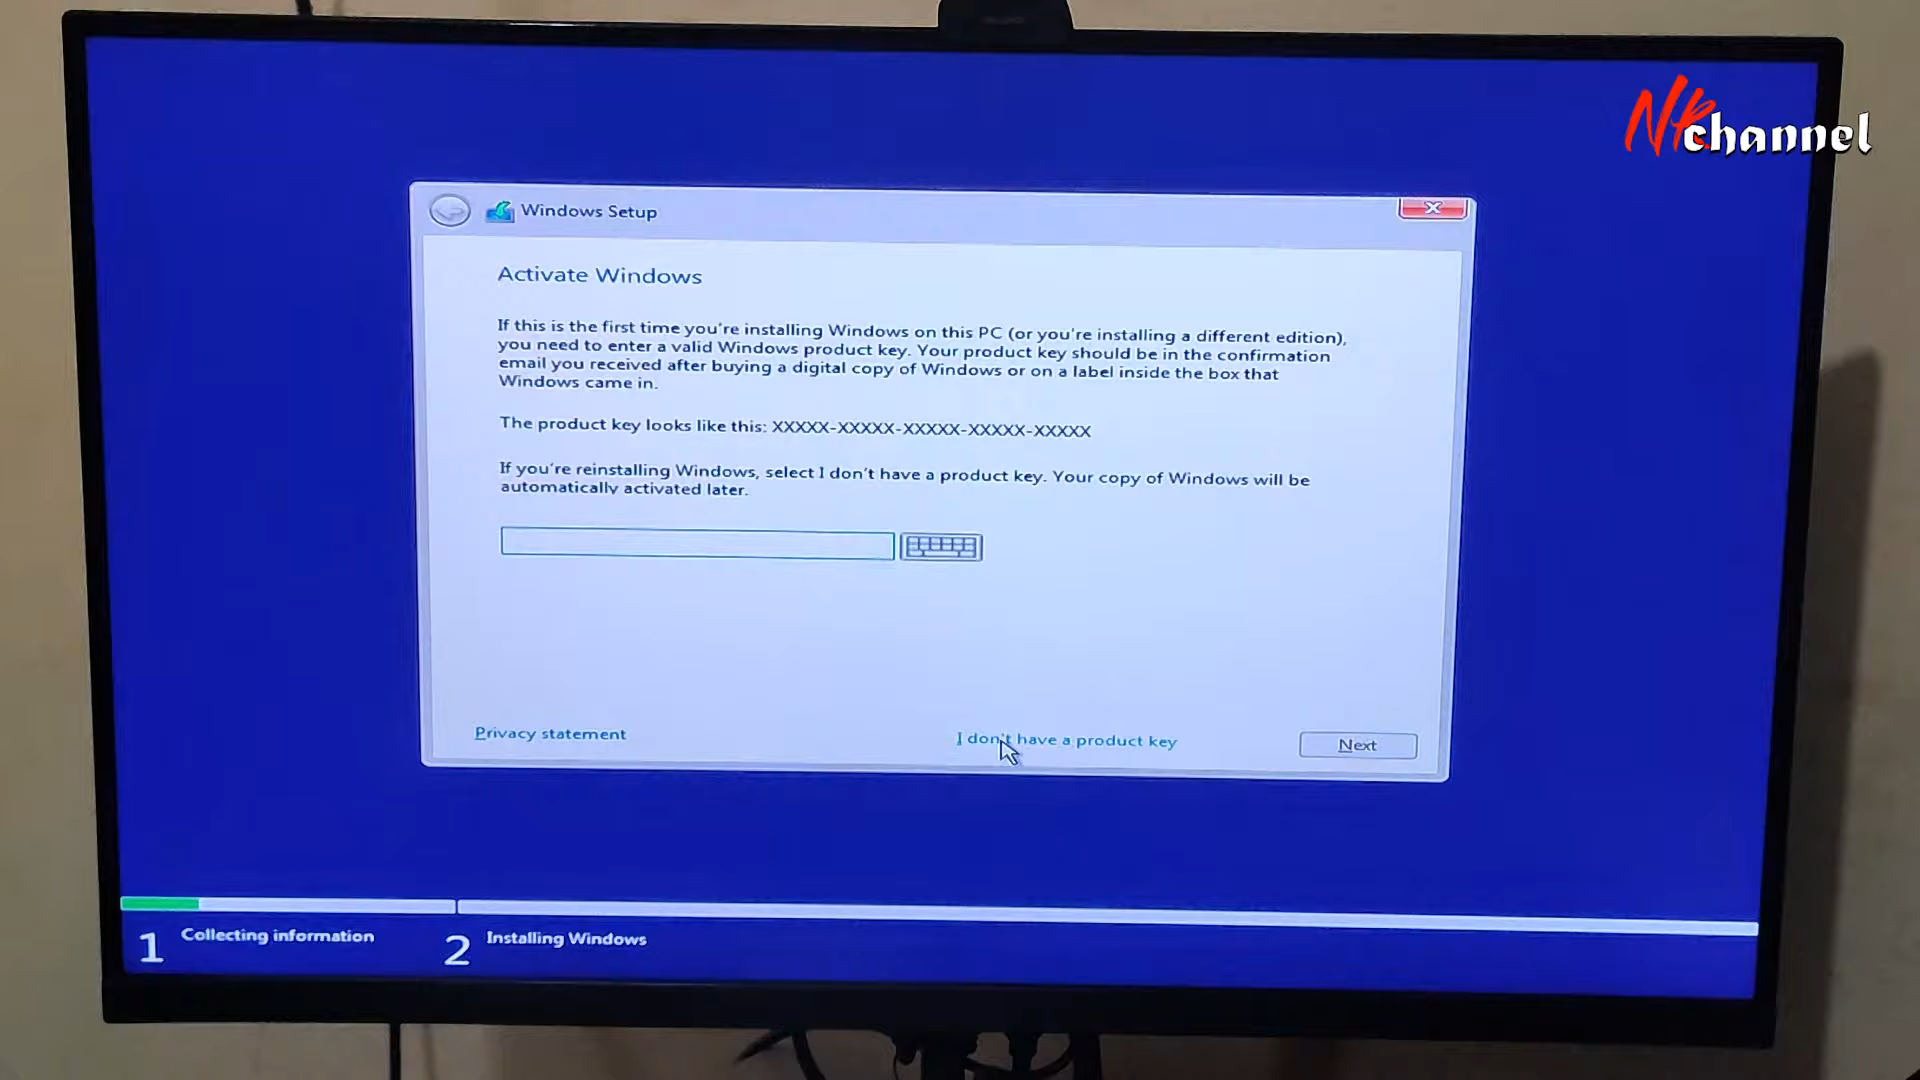 NK channel
Windows Setup
Activate Windows
If this is the first time you're installing Windows on this PC (or you're installing a different edition),
you need to enter a valid Windows product key. Your product key should be in the confirmation
email you received after buying a digital copy of Windows or on a label inside the box that
Windows came in.
The product key looks like this: XXXXX-XXXXX-XXXXX-XXXXX-XXXXX
If you're reinstalling Windows, select I don't have a product key. Your copy of Windows will be
automatically activated later.
Privacy statement
I don't have a product key
Next
1 Collecting information
2 Installing Windows